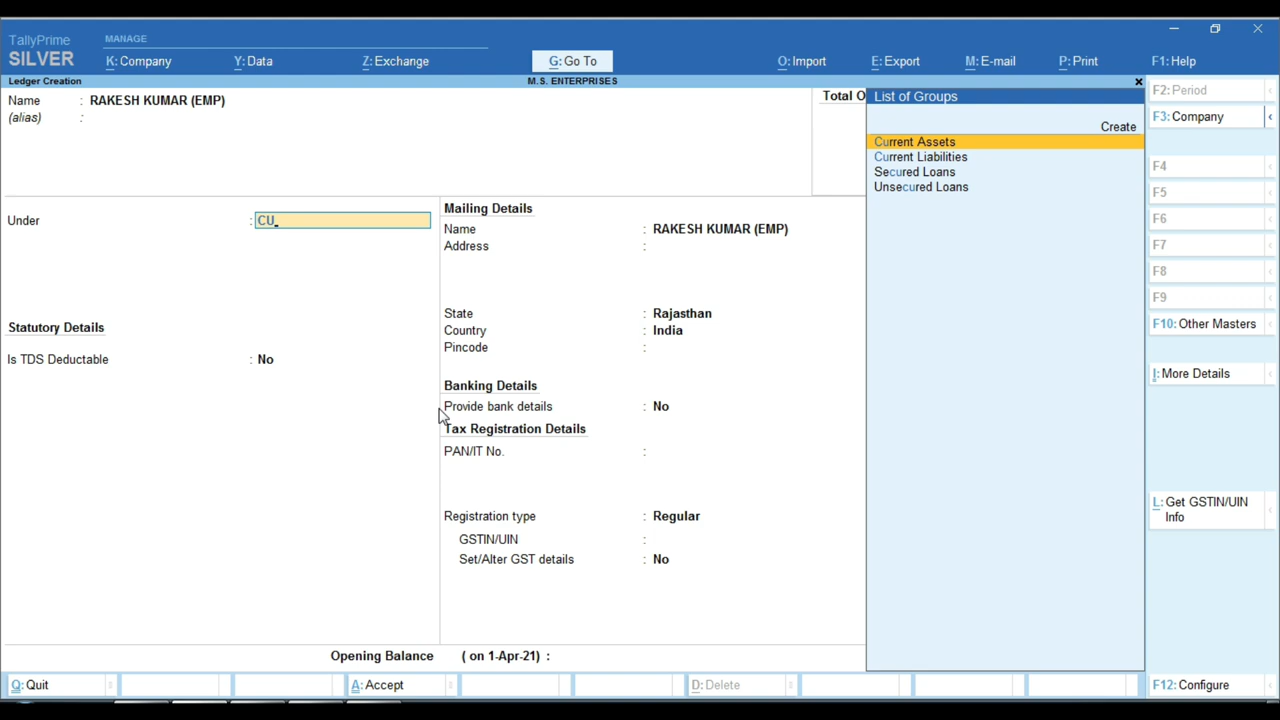 TallyPrime
MANAGE
SILVER
K: Company
Y: Data
Z: Exchange
G: Go To
O: Import
E: Export
M: E-mail
P: Print
F1: Help
Ledger Creation
M.S. ENTERPRISES
Name : RAKESH KUMAR (EMP)
(alias) :
Total O
List of Groups
Create
Current Assets
Current Liabilities
Secured Loans
Unsecured Loans
Under : CU
Mailing Details
Name : RAKESH KUMAR (EMP)
Address :
State : Rajasthan
Country : India
Pincode :
Statutory Details
Is TDS Deductable : No
Banking Details
Provide bank details : No
Tax Registration Details
PAN/IT No. :
Registration type : Regular
GSTIN/UIN :
Set/Alter GST details : No
Opening Balance ( on 1-Apr-21) :
F2: Period
F3: Company
F4
F5
F6
F7
F8
F9
F10: Other Masters
I: More Details
L: Get GSTIN/UIN
Info
Q: Quit
A: Accept
D: Delete
F12: Configure